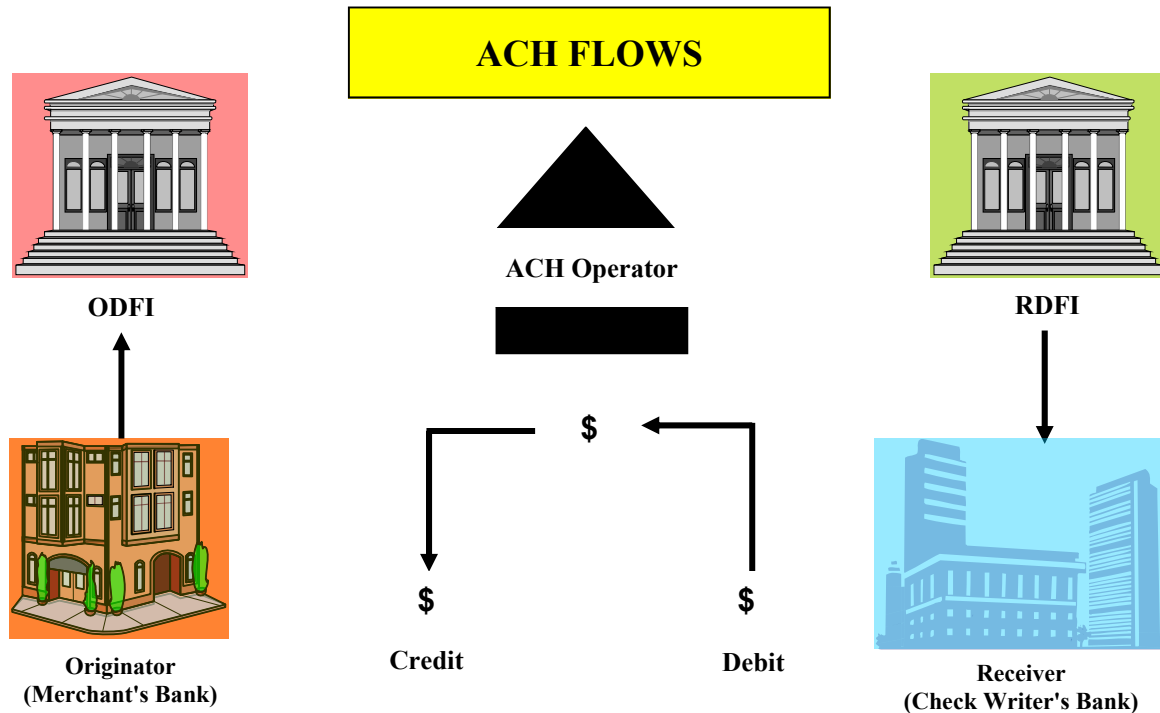 ACH FLOWS
ACH Operator
ODFI
RDFI
$
$
$
Credit
Debit
Originator
(Merchant's Bank)
Receiver
(Check Writer's Bank)